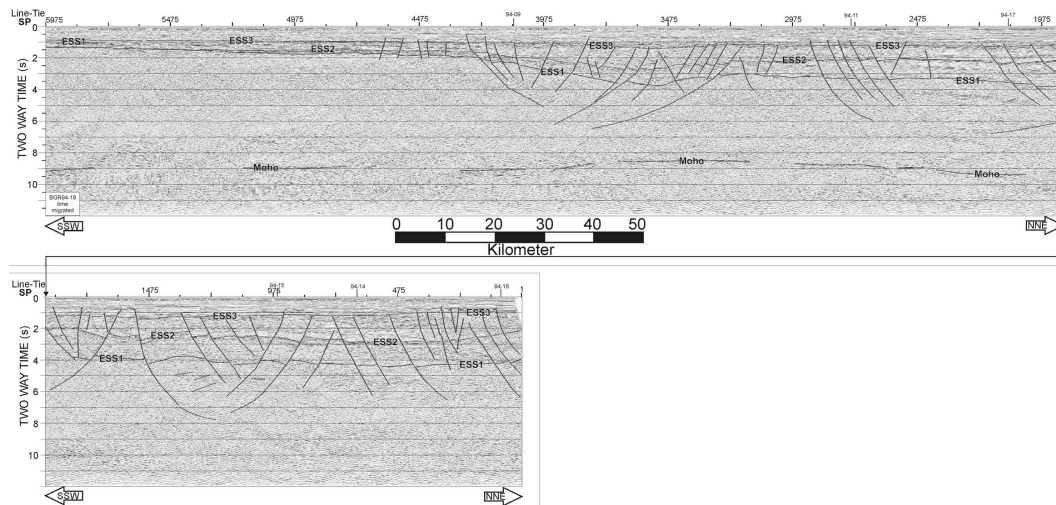 Line-Tie 94-09 94-11 94-17
SP 5975 5475 4975 4475 3975 3475 2975 2475 1975
0
ESS1 ESS3 ESS3 ESS3
ESS2
2
ESS2
ESS1 ESS1
4
TWO WAY TIME (s)
6
8
Moho Moho
Moho
10
BGR94-19
time
migrated
SSW NNE
0 10 20 30 40 50
Kilometer
Line-Tie 94-15 94-14 94-18
SP 1475 975 475 1
0
ESS3 ESS3
2
ESS2 ESS2
4
ESS1 ESS1
TWO WAY TIME (s)
6
8
10
SSW NNE